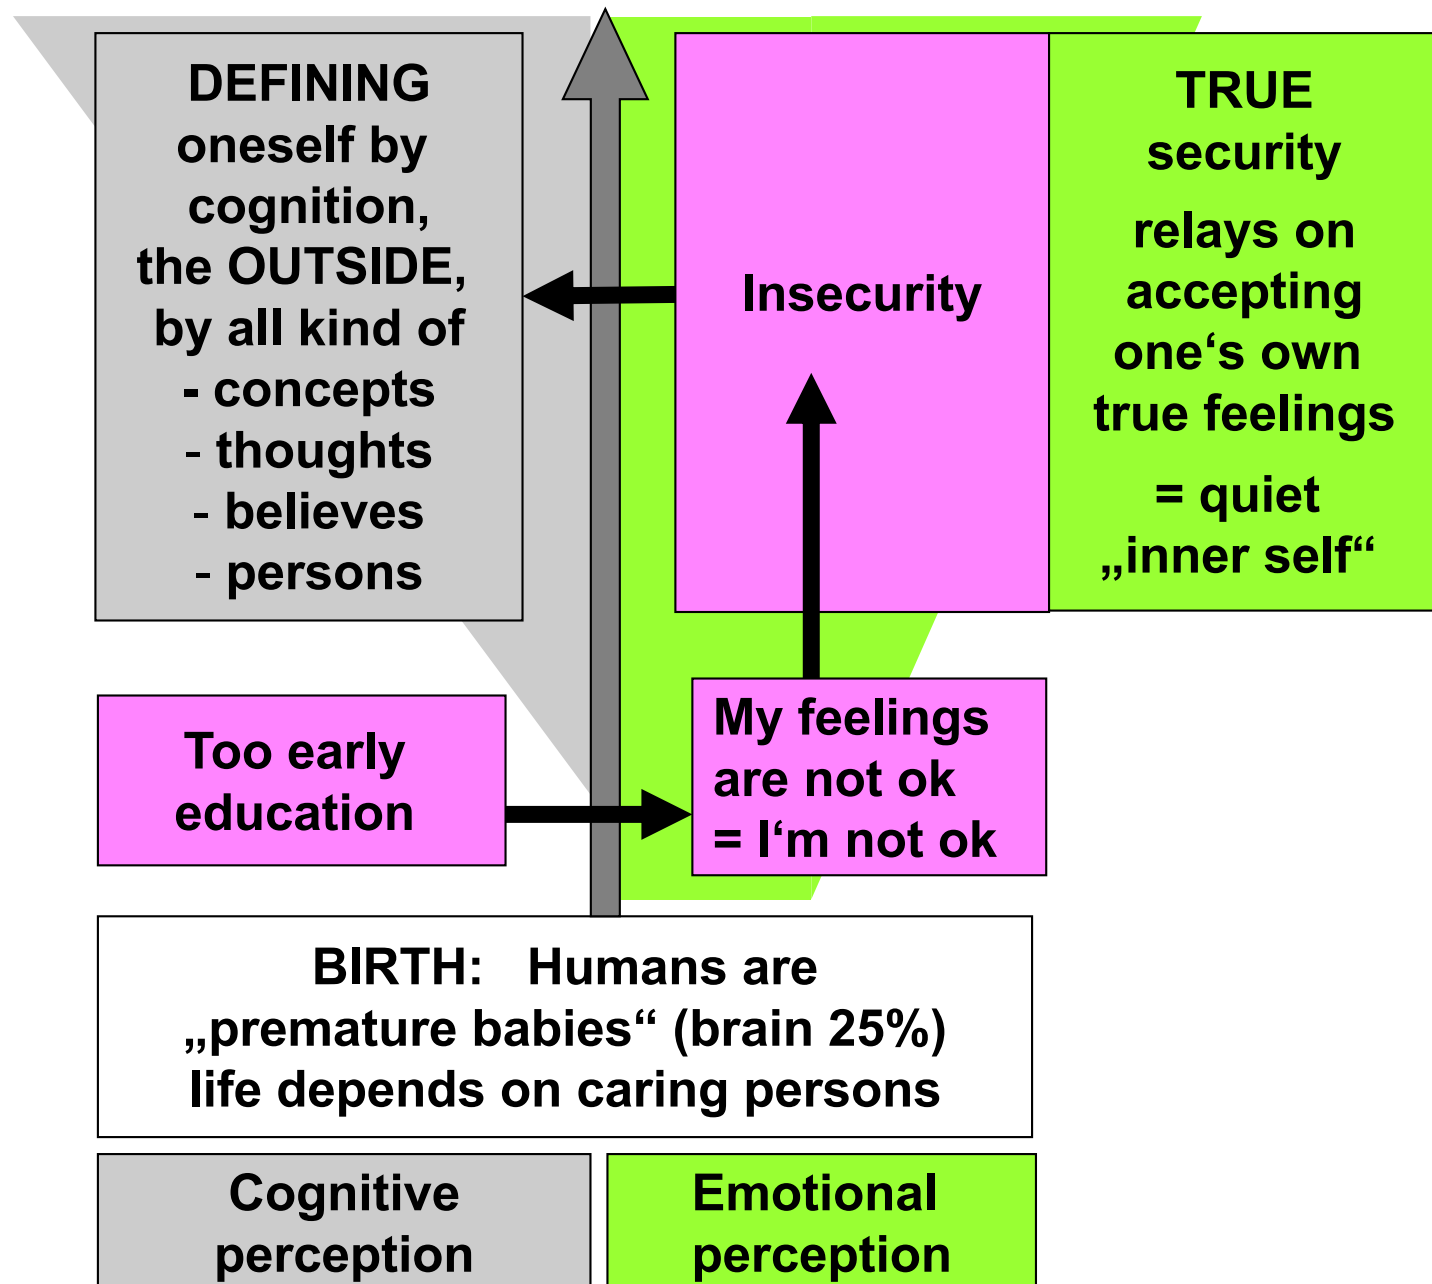 DEFINING
oneself by
cognition,
the OUTSIDE,
by all kind of
- concepts
- thoughts
- believes
- persons
Insecurity
TRUE
security
relays on
accepting
one‘s own
true feelings
= quiet
„inner self“
Too early
education
My feelings
are not ok
= I‘m not ok
BIRTH: Humans are
„premature babies“ (brain 25%)
life depends on caring persons
Cognitive
perception
Emotional
perception